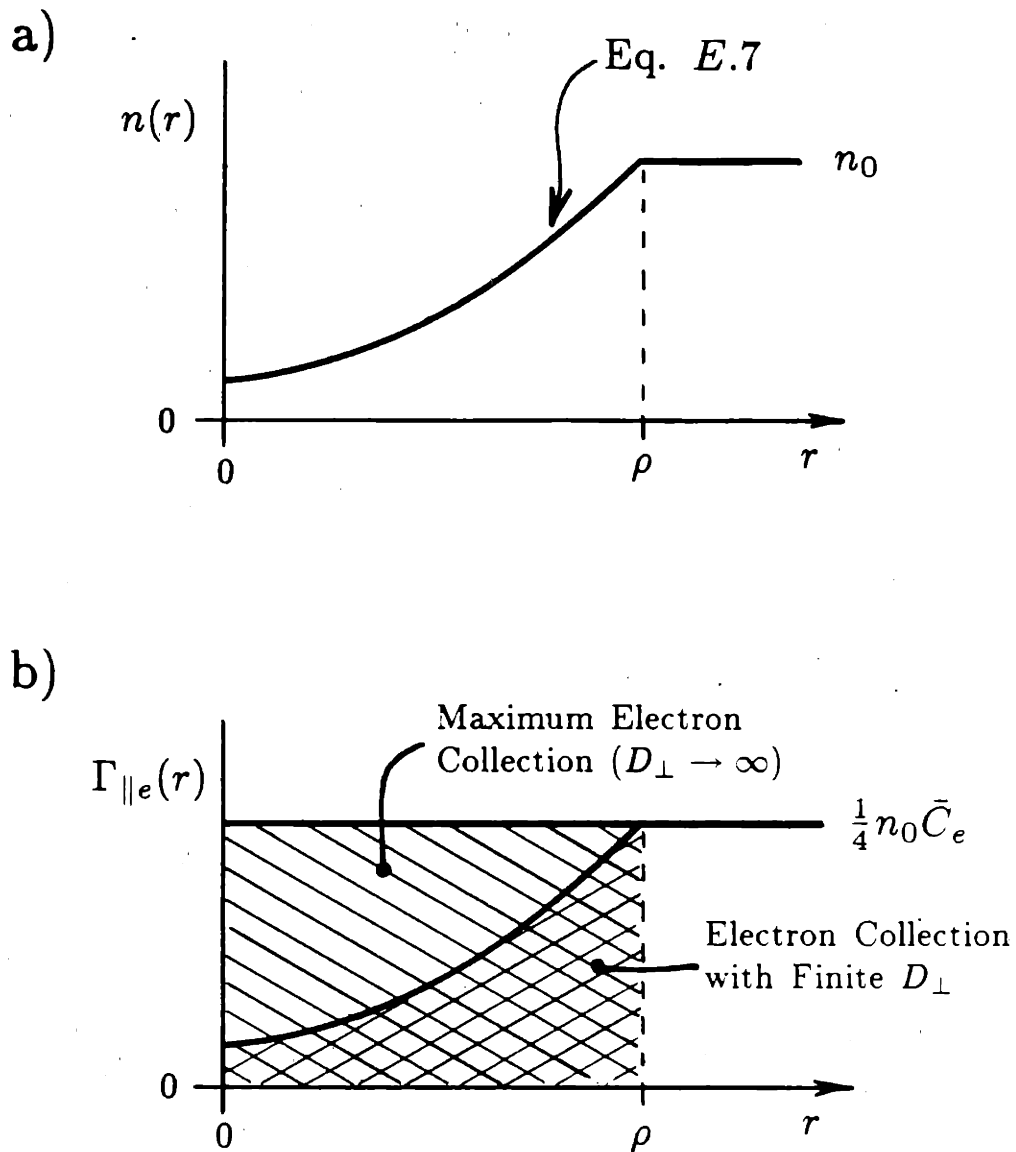 a)
Eq. E.7
n(r)
n₀
0
0
ρ
r
b)
Maximum Electron
Collection (D⊥ → ∞)
Γ∥e(r)
¼n₀C̄ₑ
Electron Collection
with Finite D⊥
0
0
ρ
r